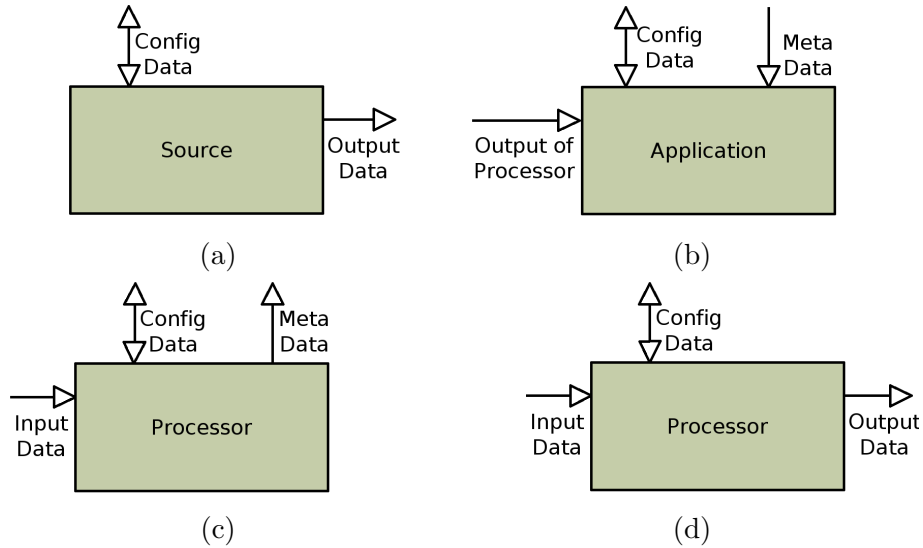 Config
Data
Source
Output
Data
(a)
Config
Data
Meta
Data
Output of
Processor
Application
(b)
Config
Data
Meta
Data
Input
Data
Processor
(c)
Config
Data
Input
Data
Processor
Output
Data
(d)